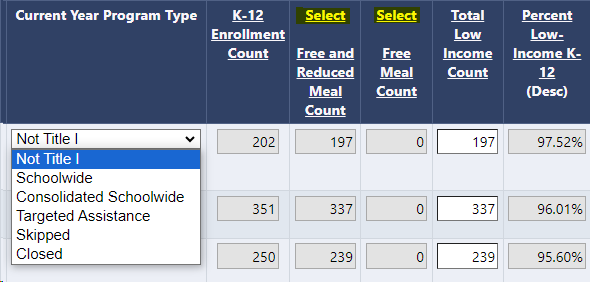 Current Year Program Type
K-12
Enrollment
Count
Select
Free and
Reduced
Meal
Count
Select
Free
Meal
Count
Total
Low
Income
Count
Percent
Low-
Income K-
12
(Desc)
Not Title I
202
197
0
197
97.52%
Not Title I
Schoolwide
Consolidated Schoolwide
Targeted Assistance
Skipped
Closed
351
337
0
337
96.01%
250
239
0
239
95.60%